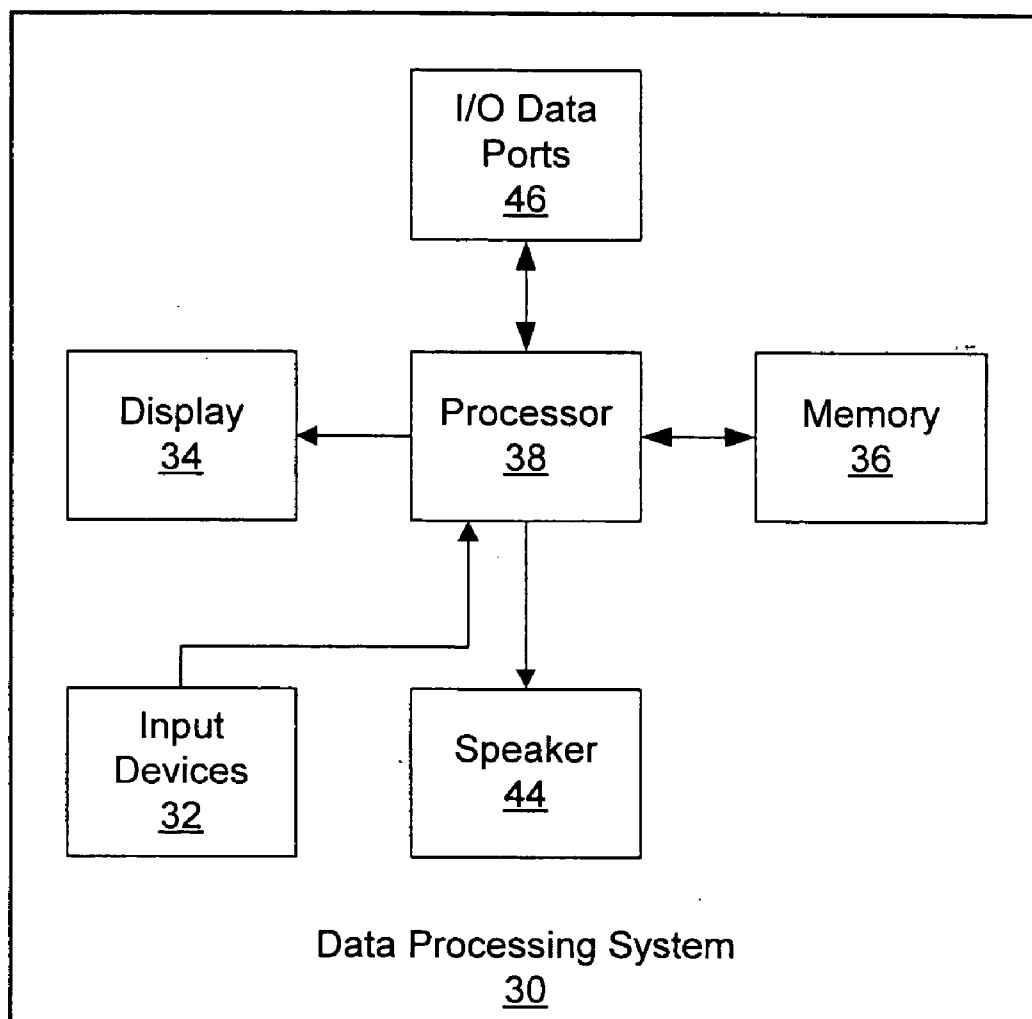 I/O Data
Ports
46
Display
34
Processor
38
Memory
36
Input
Devices
32
Speaker
44
Data Processing System
30